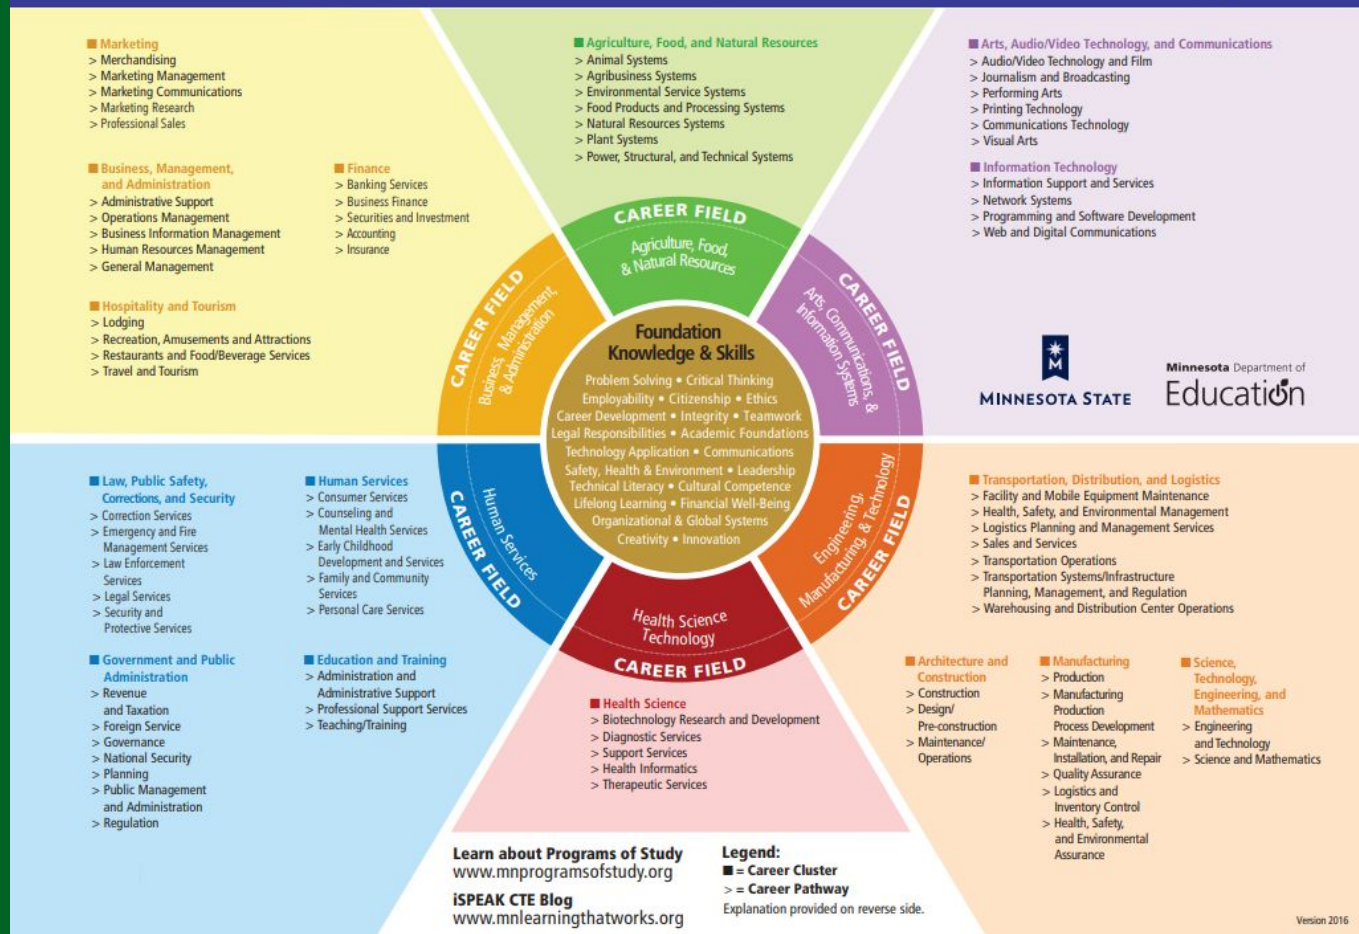 ■ Marketing
> Merchandising
> Marketing Management
> Marketing Communications
> Marketing Research
> Professional Sales
■ Business, Management,
and Administration
> Administrative Support
> Operations Management
> Business Information Management
> Human Resources Management
> General Management
■ Finance
> Banking Services
> Business Finance
> Securities and Investment
> Accounting
> Insurance
■ Hospitality and Tourism
> Lodging
> Recreation, Amusements and Attractions
> Restaurants and Food/Beverage Services
> Travel and Tourism
■ Agriculture, Food, and Natural Resources
> Animal Systems
> Agribusiness Systems
> Environmental Service Systems
> Food Products and Processing Systems
> Natural Resources Systems
> Plant Systems
> Power, Structural, and Technical Systems
■ Arts, Audio/Video Technology, and Communications
> Audio/Video Technology and Film
> Journalism and Broadcasting
> Performing Arts
> Printing Technology
> Communications Technology
> Visual Arts
■ Information Technology
> Information Support and Services
> Network Systems
> Programming and Software Development
> Web and Digital Communications
M
MINNESOTA STATE
Minnesota Department of
Education
CAREER FIELD
Agriculture, Food,
& Natural Resources
CAREER FIELD
Arts, Communications, &
Information Systems
CAREER FIELD
Business, Management,
& Administration
Foundation
Knowledge & Skills
Problem Solving • Critical Thinking
Employability • Citizenship • Ethics
Career Development • Integrity • Teamwork
Legal Responsibilities • Academic Foundations
Technology Application • Communications
Safety, Health & Environment • Leadership
Technical Literacy • Cultural Competence
Lifelong Learning • Financial Well-Being
Organizational & Global Systems
Creativity • Innovation
CAREER FIELD
Human Services
Engineering,
Manufacturing, & Technology
CAREER FIELD
Health Science
Technology
CAREER FIELD
■ Law, Public Safety,
Corrections, and Security
> Correction Services
> Emergency and Fire
Management Services
> Law Enforcement
Services
> Legal Services
> Security and
Protective Services
■ Human Services
> Consumer Services
> Counseling and
Mental Health Services
> Early Childhood
Development and Services
> Family and Community
Services
> Personal Care Services
■ Government and Public
Administration
> Revenue
and Taxation
> Foreign Service
> Governance
> National Security
> Planning
> Public Management
and Administration
> Regulation
■ Education and Training
> Administration and
Administrative Support
> Professional Support Services
> Teaching/Training
■ Health Science
> Biotechnology Research and Development
> Diagnostic Services
> Support Services
> Health Informatics
> Therapeutic Services
■ Transportation, Distribution, and Logistics
> Facility and Mobile Equipment Maintenance
> Health, Safety, and Environmental Management
> Logistics Planning and Management Services
> Sales and Services
> Transportation Operations
> Transportation Systems/Infrastructure
Planning, Management, and Regulation
> Warehousing and Distribution Center Operations
■ Architecture and
Construction
> Construction
> Design/
Pre-construction
> Maintenance/
Operations
■ Manufacturing
> Production
> Manufacturing
Production
Process Development
> Maintenance,
Installation, and Repair
> Quality Assurance
> Logistics and
Inventory Control
> Health, Safety,
and Environmental
Assurance
■ Science,
Technology,
Engineering, and
Mathematics
> Engineering
and Technology
> Science and Mathematics
Learn about Programs of Study
www.mnprogramsofstudy.org
iSPEAK CTE Blog
www.mnlearningthatworks.org
Legend:
■ = Career Cluster
> = Career Pathway
Explanation provided on reverse side.
Version 2016